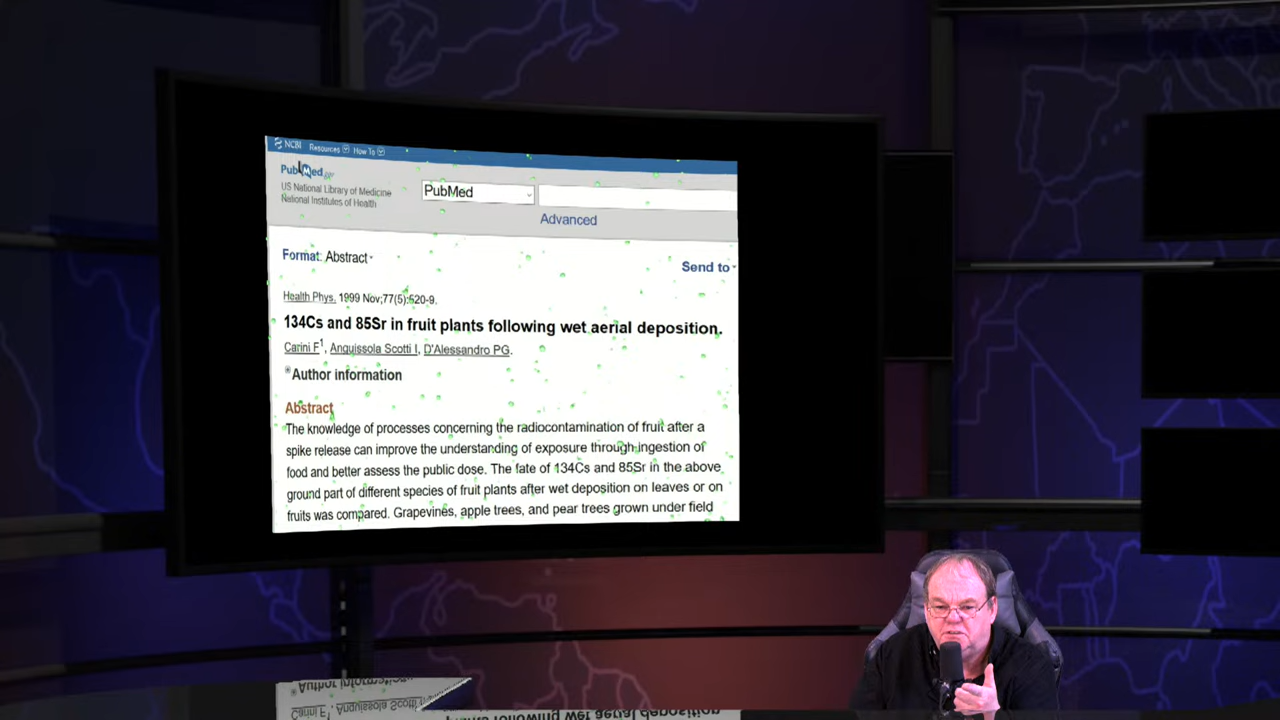 NCBI Resources How To
PubMed.gov
US National Library of Medicine
National Institutes of Health
PubMed
Advanced
Format: Abstract
Send to
Health Phys. 1999 Nov;77(5):520-9.
134Cs and 85Sr in fruit plants following wet aerial deposition.
Carini F1, Anguissola Scotti I, D'Alessandro PG.
Author information
Abstract
The knowledge of processes concerning the radiocontamination of fruit after a
spike release can improve the understanding of exposure through ingestion of
food and better assess the public dose. The fate of 134Cs and 85Sr in the above
ground part of different species of fruit plants after wet deposition on leaves or on
fruits was compared. Grapevines, apple trees, and pear trees grown under field